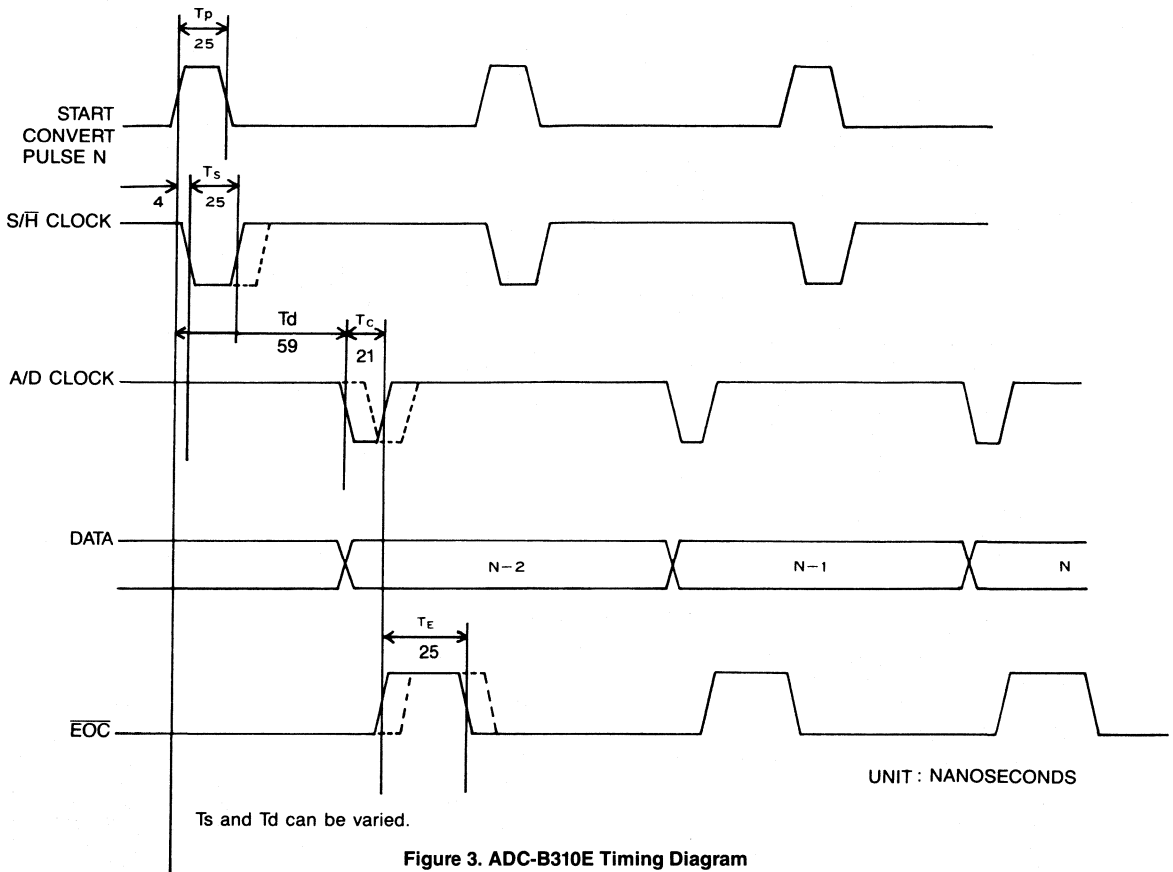 Tp
25
START
CONVERT
PULSE N
Ts
4
25
S/H̅ CLOCK
Td
Tc
59
21
A/D CLOCK
DATA
N-2
N-1
N
TE
25
E̅O̅C̅
UNIT : NANOSECONDS
Ts and Td can be varied.
Figure 3. ADC-B310E Timing Diagram